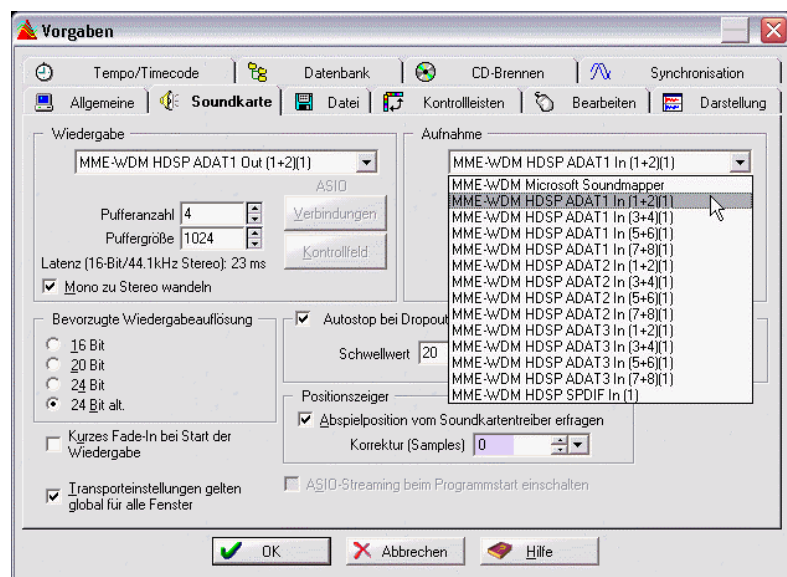 Vorgaben
Tempo/Timecode
Datenbank
CD-Brennen
Synchronisation
Allgemeine
Soundkarte
Datei
Kontrollleisten
Bearbeiten
Darstellung
Wiedergabe
MME-WDM HDSP ADAT1 Out (1+2)(1)
ASIO
Pufferanzahl 4
Verbindungen
Puffergröße 1024
Kontrollfeld
Latenz (16-Bit/44.1kHz Stereo): 23 ms
Mono zu Stereo wandeln
Aufnahme
MME-WDM HDSP ADAT1 In (1+2)(1)
MME-WDM Microsoft Soundmapper
MME-WDM HDSP ADAT1 In (1+2)(1)
MME-WDM HDSP ADAT1 In (3+4)(1)
MME-WDM HDSP ADAT1 In (5+6)(1)
MME-WDM HDSP ADAT1 In (7+8)(1)
MME-WDM HDSP ADAT2 In (1+2)(1)
MME-WDM HDSP ADAT2 In (3+4)(1)
MME-WDM HDSP ADAT2 In (5+6)(1)
MME-WDM HDSP ADAT2 In (7+8)(1)
MME-WDM HDSP ADAT3 In (1+2)(1)
MME-WDM HDSP ADAT3 In (3+4)(1)
MME-WDM HDSP ADAT3 In (5+6)(1)
MME-WDM HDSP ADAT3 In (7+8)(1)
MME-WDM HDSP SPDIF In (1)
Bevorzugte Wiedergabeauflösung
16 Bit
20 Bit
24 Bit
24 Bit alt.
Autostop bei Dropout
Schwellwert 20
Positionszeiger
Abspielposition vom Soundkartentreiber erfragen
Korrektur (Samples) 0
Kurzes Fade-In bei Start der
Wiedergabe
Transporteinstellungen gelten
global für alle Fenster
ASIO-Streaming beim Programmstart einschalten
OK
Abbrechen
Hilfe